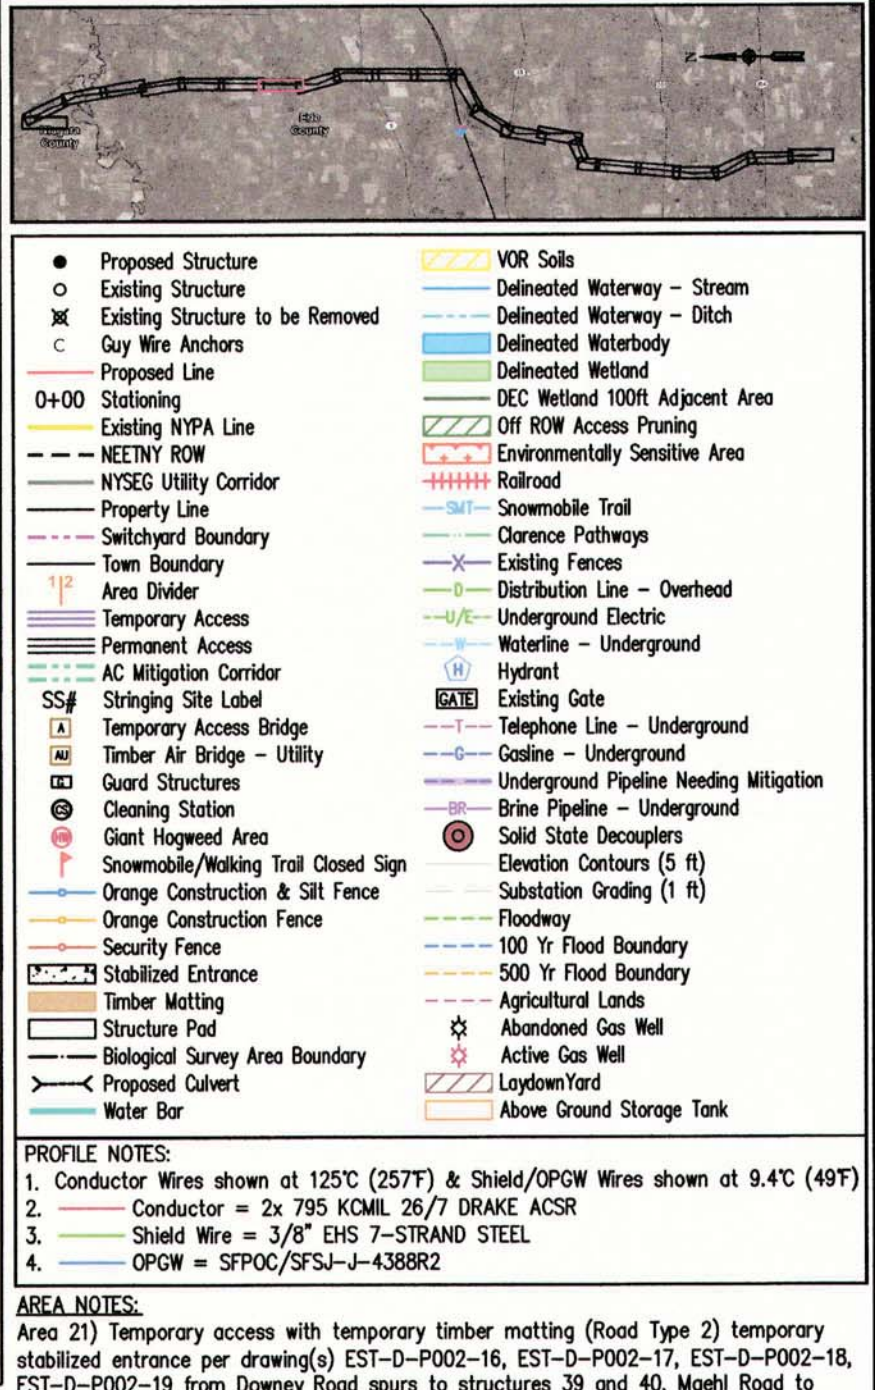 N
Niagara
County
Erie
County
Proposed Structure
Existing Structure
Existing Structure to be Removed
C Guy Wire Anchors
Proposed Line
0+00 Stationing
Existing NYPA Line
NEETNY ROW
NYSEG Utility Corridor
Property Line
Switchyard Boundary
Town Boundary
1|2 Area Divider
Temporary Access
Permanent Access
AC Mitigation Corridor
SS# Stringing Site Label
A Temporary Access Bridge
AU Timber Air Bridge - Utility
G Guard Structures
CS Cleaning Station
HW Giant Hogweed Area
Snowmobile/Walking Trail Closed Sign
Orange Construction & Silt Fence
Orange Construction Fence
Security Fence
Stabilized Entrance
Timber Matting
Structure Pad
Biological Survey Area Boundary
Proposed Culvert
Water Bar
VOR Soils
Delineated Waterway - Stream
Delineated Waterway - Ditch
Delineated Waterbody
Delineated Wetland
DEC Wetland 100ft Adjacent Area
Off ROW Access Pruning
Environmentally Sensitive Area
Railroad
SMT Snowmobile Trail
Clarence Pathways
X Existing Fences
D Distribution Line - Overhead
U/E Underground Electric
W Waterline - Underground
H Hydrant
GATE Existing Gate
T Telephone Line - Underground
G Gasline - Underground
Underground Pipeline Needing Mitigation
BR Brine Pipeline - Underground
Solid State Decouplers
Elevation Contours (5 ft)
Substation Grading (1 ft)
Floodway
100 Yr Flood Boundary
500 Yr Flood Boundary
Agricultural Lands
Abandoned Gas Well
Active Gas Well
LaydownYard
Above Ground Storage Tank
PROFILE NOTES:
1. Conductor Wires shown at 125°C (257°F) & Shield/OPGW Wires shown at 9.4°C (49°F)
2. Conductor = 2x 795 KCMIL 26/7 DRAKE ACSR
3. Shield Wire = 3/8" EHS 7-STRAND STEEL
4. OPGW = SFPOC/SFSJ-J-4388R2
AREA NOTES:
Area 21) Temporary access with temporary timber matting (Road Type 2) temporary
stabilized entrance per drawing(s) EST-D-P002-16, EST-D-P002-17, EST-D-P002-18,
EST-D-P002-19 from Downey Road spurs to structures 39 and 40. Maehl Road to